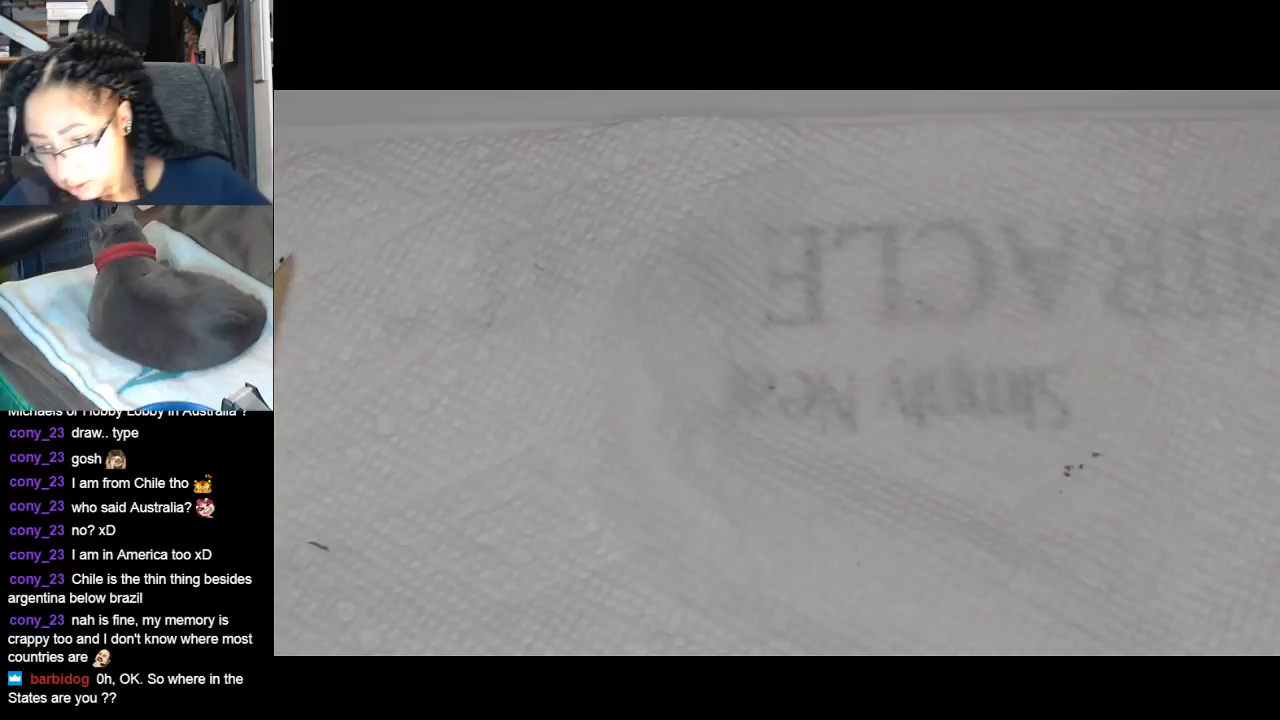 Michaels or Hobby Lobby in Australia ?
cony_23 draw.. type
cony_23 gosh
cony_23 I am from Chile tho
cony_23 who said Australia?
cony_23 no? xD
cony_23 I am in America too xD
cony_23 Chile is the thin thing besides
argentina below brazil
cony_23 nah is fine, my memory is
crappy too and I don't know where most
countries are
barbidog 0h, OK. So where in the
States are you ??
MIRACLE
Simply